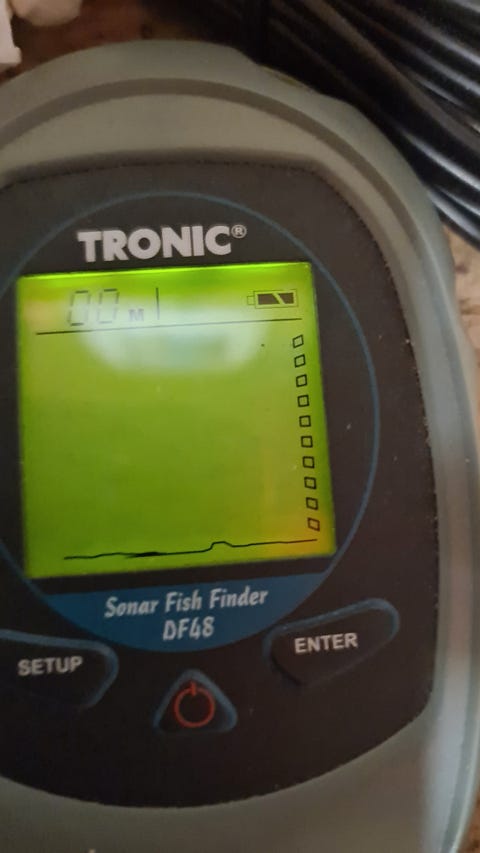 TRONIC®
00 M
Sonar Fish Finder
DF48
SETUP
ENTER